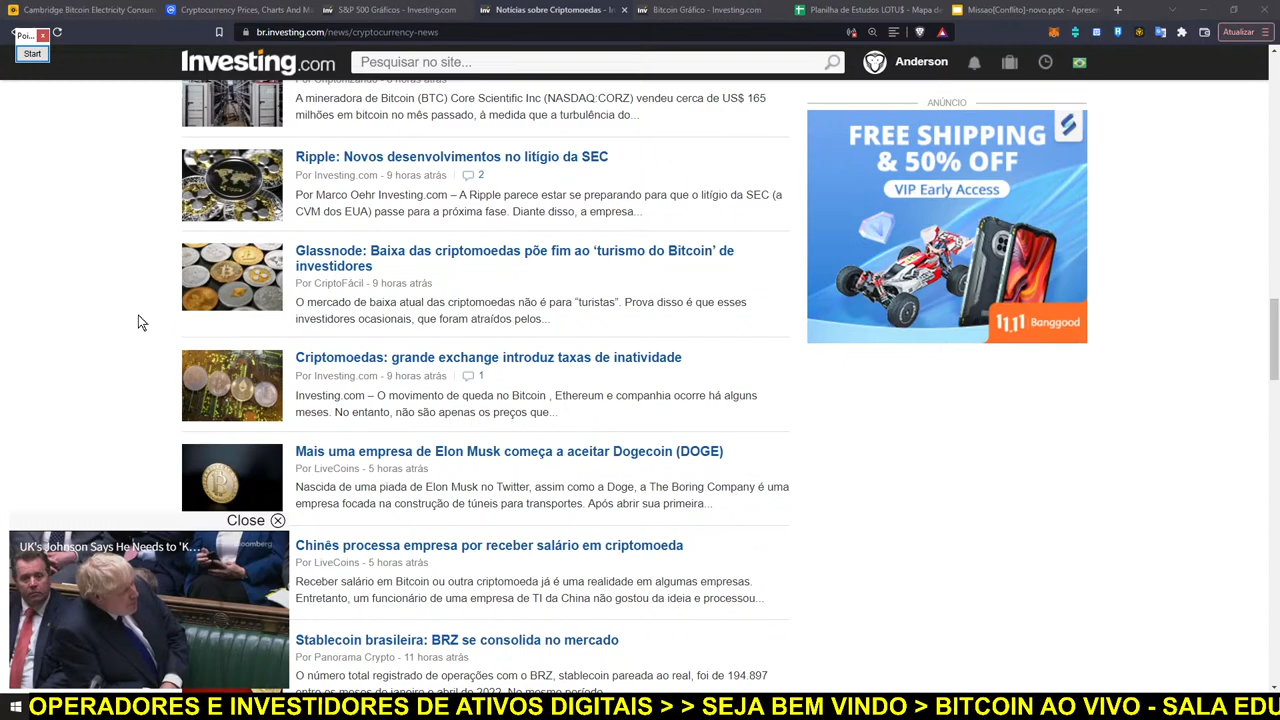 Cambridge Bitcoin Electricity Consum
Cryptocurrency Prices, Charts And M
S&P 500 Gráficos - Investing.com
Notícias sobre Criptomoedas - In
Bitcoin Gráfico - Investing.com
Planilha de Estudos LOTU$ - Mapa de
Missao[Conflito]-novo.pptx - Aprese
Poi...
br.investing.com/news/cryptocurrency-news
Atualizar
Start
Investing.com
Pesquisar no site...
Anderson
A mineradora de Bitcoin (BTC) Core Scientific Inc (NASDAQ:CORZ) vendeu cerca de US$ 165
milhões em bitcoin no mês passado, à medida que a turbulência do...
Ripple: Novos desenvolvimentos no litígio da SEC
Por Investing.com - 9 horas atrás 2
Por Marco Oehr Investing.com – A Ripple parece estar se preparando para que o litígio da SEC (a
CVM dos EUA) passe para a próxima fase. Diante disso, a empresa...
Glassnode: Baixa das criptomoedas põe fim ao ‘turismo do Bitcoin’ de
investidores
Por CriptoFácil - 9 horas atrás
O mercado de baixa atual das criptomoedas não é para “turistas”. Prova disso é que esses
investidores ocasionais, que foram atraídos pelos...
Criptomoedas: grande exchange introduz taxas de inatividade
Por Investing.com - 9 horas atrás 1
Investing.com – O movimento de queda no Bitcoin , Ethereum e companhia ocorre há alguns
meses. No entanto, não são apenas os preços que...
Mais uma empresa de Elon Musk começa a aceitar Dogecoin (DOGE)
Por LiveCoins - 5 horas atrás
Nascida de uma piada de Elon Musk no Twitter, assim como a Doge, a The Boring Company é uma
empresa focada na construção de túneis para transportes. Após abrir sua primeira...
Chinês processa empresa por receber salário em criptomoeda
Por LiveCoins - 5 horas atrás
Receber salário em Bitcoin ou outra criptomoeda já é uma realidade em algumas empresas.
Entretanto, um funcionário de uma empresa de TI da China não gostou da ideia e processou...
Stablecoin brasileira: BRZ se consolida no mercado
Por Panorama Crypto - 11 horas atrás
O número total registrado de operações com o BRZ, stablecoin pareada ao real, foi de 194.897
entre os meses de janeiro e abril de 2022. No mesmo período
ANÚNCIO
FREE SHIPPING
& 50% OFF
VIP Early Access
11.11 Banggood
Close
UK's Johnson Says He Needs to 'K...
OPERADORES E INVESTIDORES DE ATIVOS DIGITAIS > > SEJA BEM VINDO > BITCOIN AO VIVO - SALA EDU